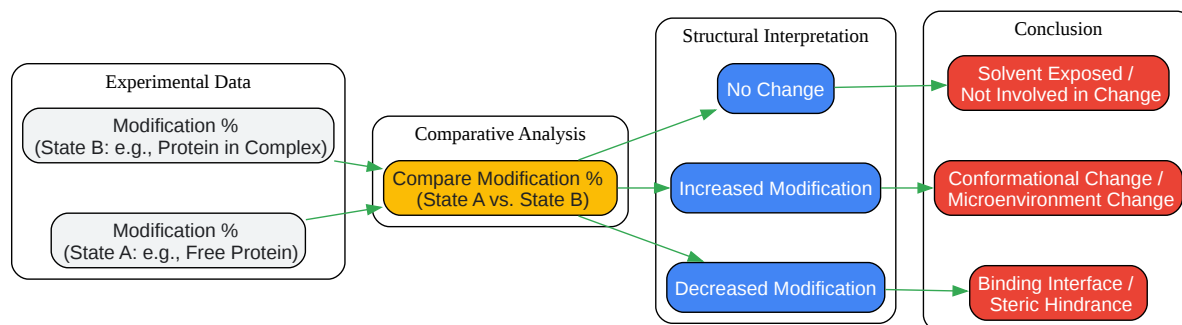 Experimental Data
Modification %
(State B: e.g., Protein in Complex)
Modification %
(State A: e.g., Free Protein)
Comparative Analysis
Compare Modification %
(State A vs. State B)
Structural Interpretation
No Change
Increased Modification
Decreased Modification
Conclusion
Solvent Exposed /
Not Involved in Change
Conformational Change /
Microenvironment Change
Binding Interface /
Steric Hindrance